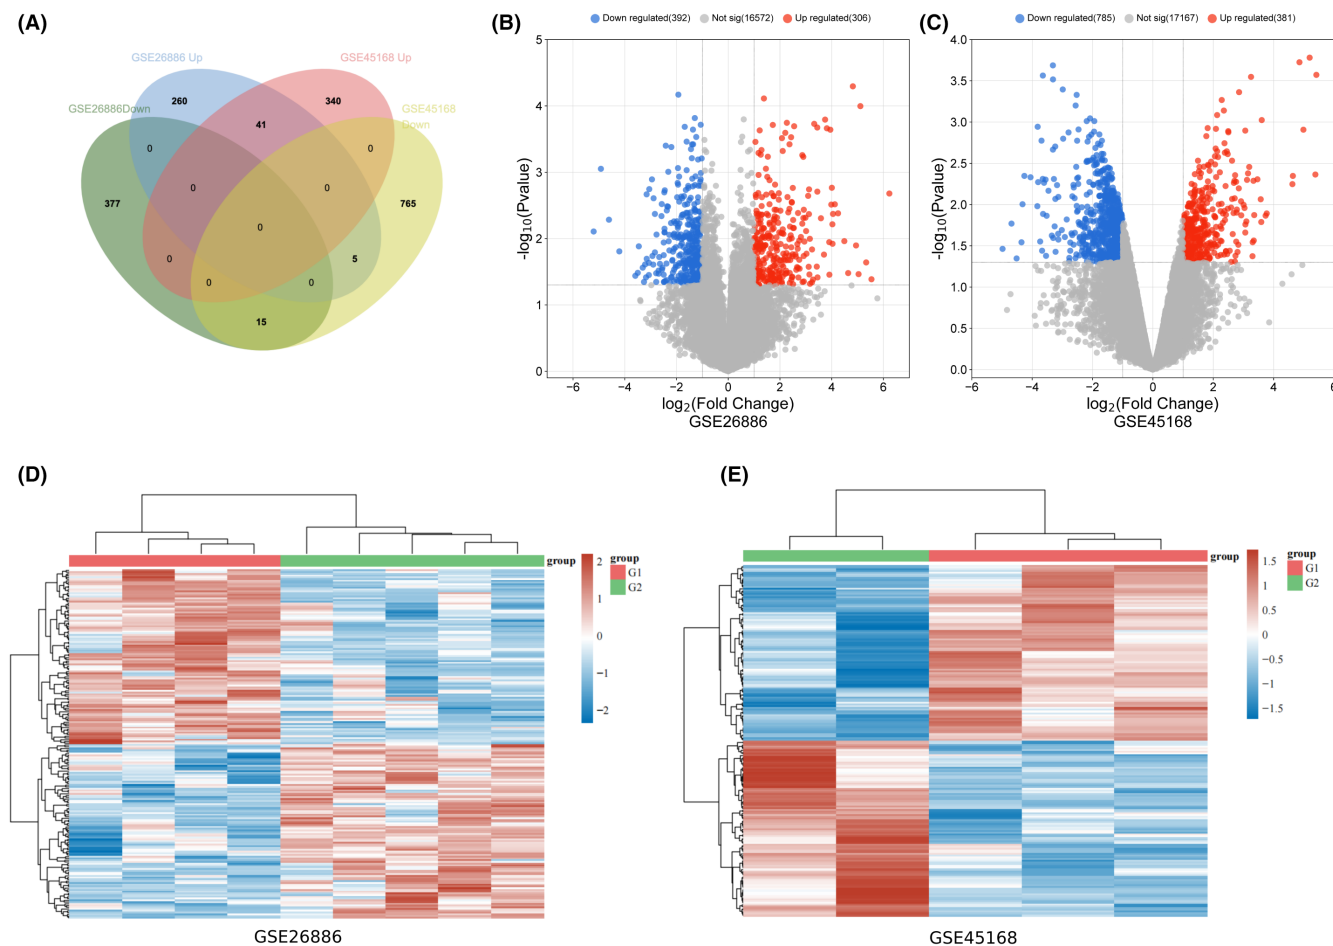 (A)
GSE26886 Up
GSE45168 Up
GSE26886Down
GSE45168
Down
260
340
41
0
0
0
0
377
765
0
0
5
0
0
15
(B)
Down regulated(392) Not sig(16572) Up regulated(306)
5
4
3
2
1
0
-log10(Pvalue)
−6 −4 −2 0 2 4 6
log2(Fold Change)
GSE26886
(C)
Down regulated(785) Not sig(17167) Up regulated(381)
4.0
3.5
3.0
2.5
2.0
1.5
1.0
0.5
0.0
-log10(Pvalue)
−6 −4 −2 0 2 4 6
log2(Fold Change)
GSE45168
(D)
group
2
1
0
−1
−2
group
G1
G2
GSE26886
(E)
group
1.5
1
0.5
0
−0.5
−1
−1.5
group
G1
G2
GSE45168